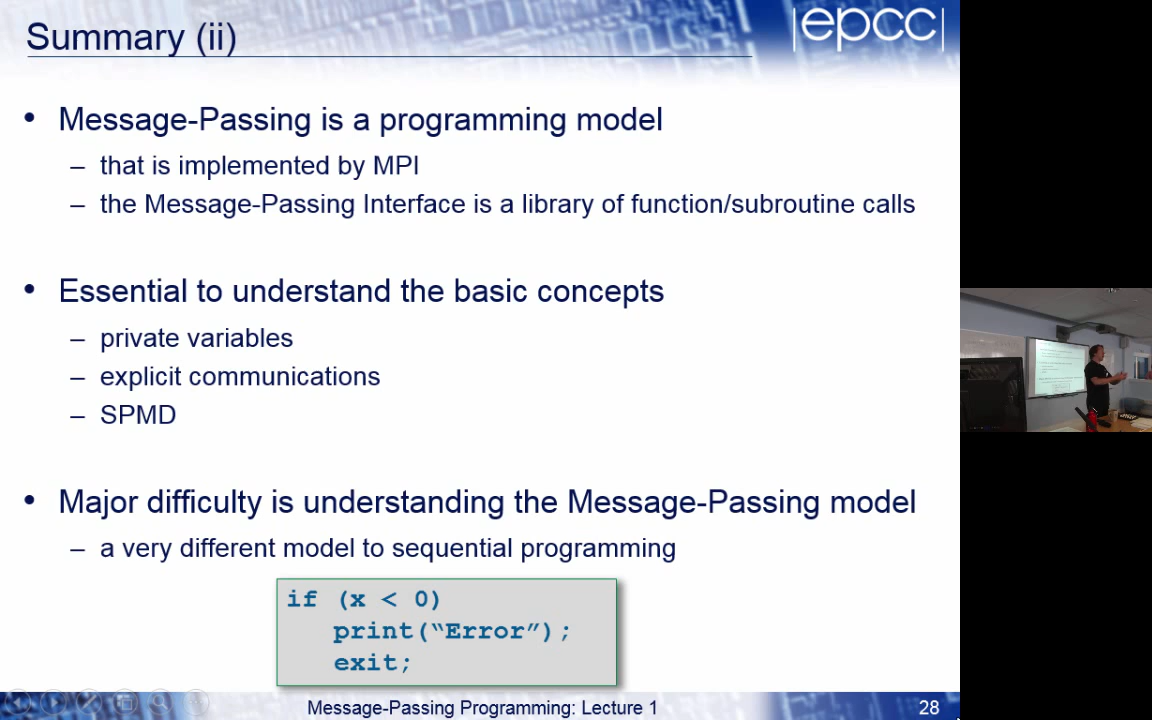 Summary (ii)
|epcc|
• Message-Passing is a programming model
– that is implemented by MPI
– the Message-Passing Interface is a library of function/subroutine calls
• Essential to understand the basic concepts
– private variables
– explicit communications
– SPMD
• Major difficulty is understanding the Message-Passing model
– a very different model to sequential programming
if (x < 0)
print(“Error”);
exit;
Message-Passing Programming: Lecture 1
28